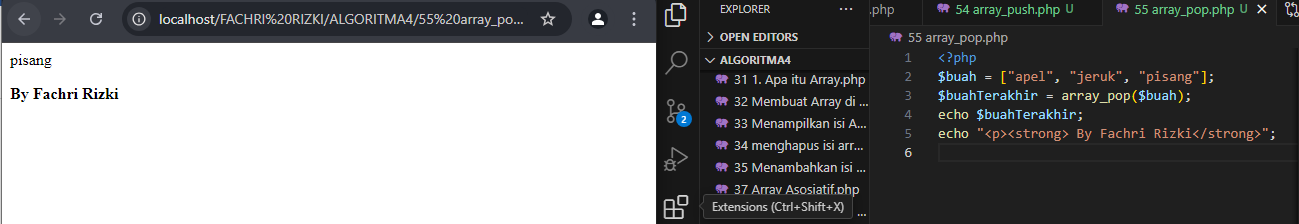 localhost/FACHRI%20RIZKI/ALGORITMA4/55%20array_po...
pisang
By Fachri Rizki
2
EXPLORER
...
OPEN EDITORS
ALGORITMA4
31 1. Apa itu Array.php
32 Membuat Array di ...
33 Menampilkan isi A...
34 menghapus isi arr...
35 Menambahkan isi ...
37 Array Asosiatif.php
Extensions (Ctrl+Shift+X)
...
.php
54 array_push.php U
55 array_pop.php U
55 array_pop.php
1 <?php
2 $buah = ["apel", "jeruk", "pisang"];
3 $buahTerakhir = array_pop($buah);
4 echo $buahTerakhir;
5 echo "<p><strong> By Fachri Rizki</strong>";
6